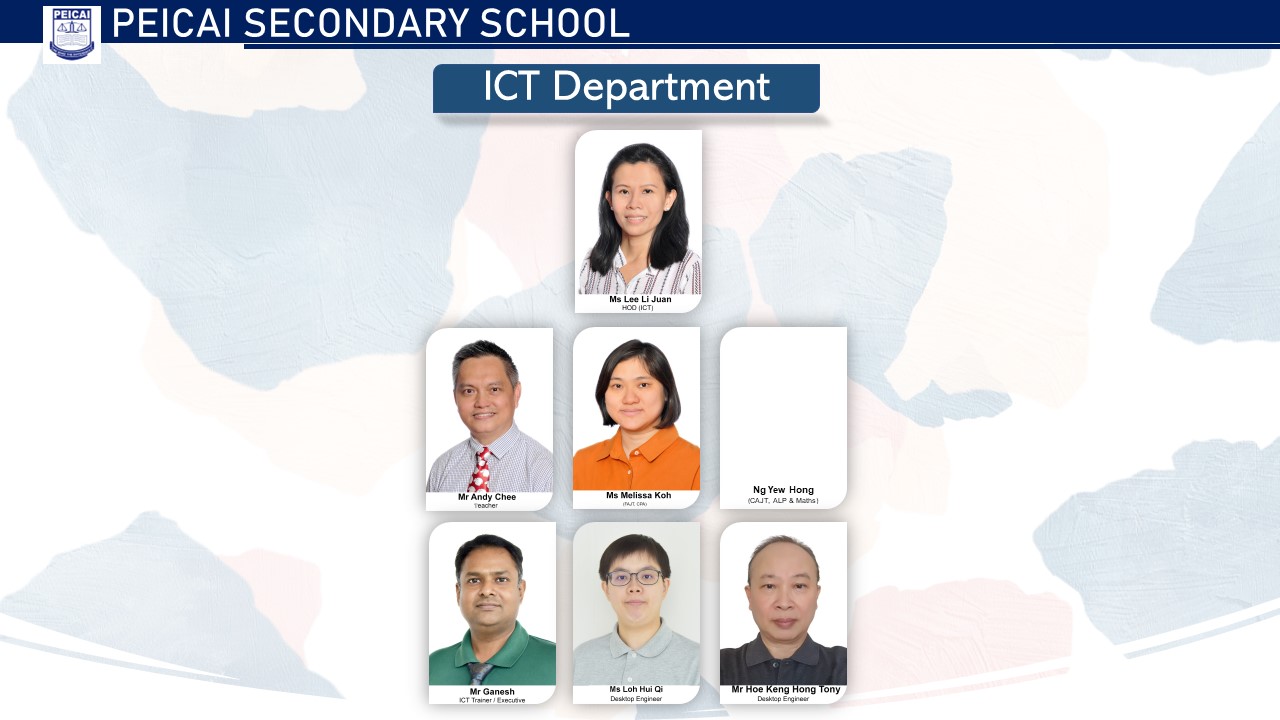 PEICAI
PEICAI SECONDARY SCHOOL
ICT Department
Ms Lee Li Juan
HOD (ICT)
Mr Andy Chee
Teacher
Ms Melissa Koh
Ng Yew Hong
(CAJT, ALP & Maths)
Mr Ganesh
ICT Trainer / Executive
Ms Loh Hui Qi
Desktop Engineer
Mr Hoe Keng Hong Tony
Desktop Engineer